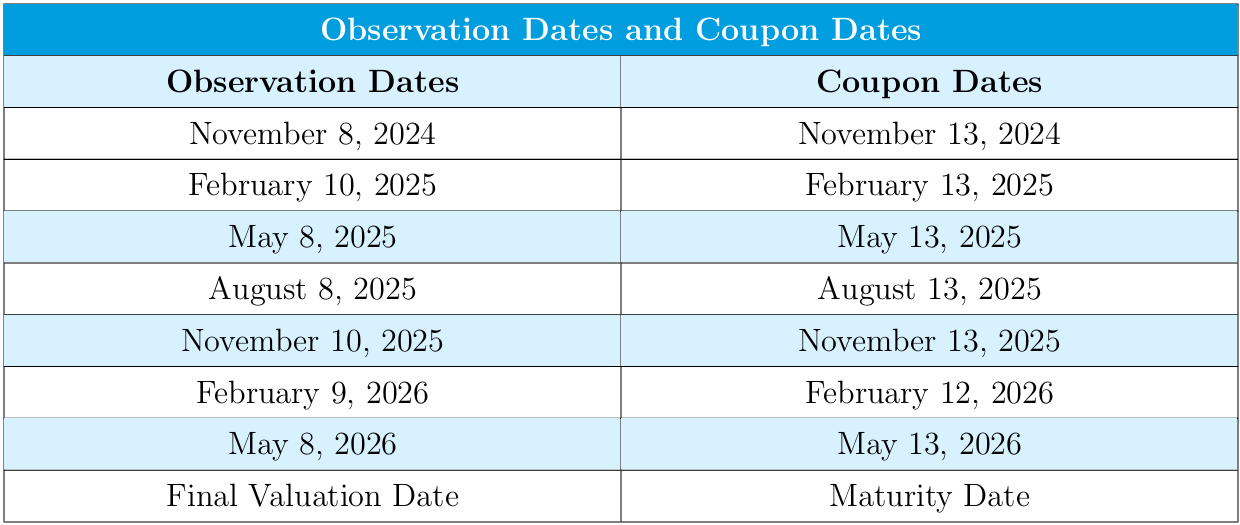 Observation Dates and Coupon Dates
Observation Dates Coupon Dates
November 8, 2024 November 13, 2024
February 10, 2025 February 13, 2025
May 8, 2025 May 13, 2025
August 8, 2025 August 13, 2025
November 10, 2025 November 13, 2025
February 9, 2026 February 12, 2026
May 8, 2026 May 13, 2026
Final Valuation Date Maturity Date